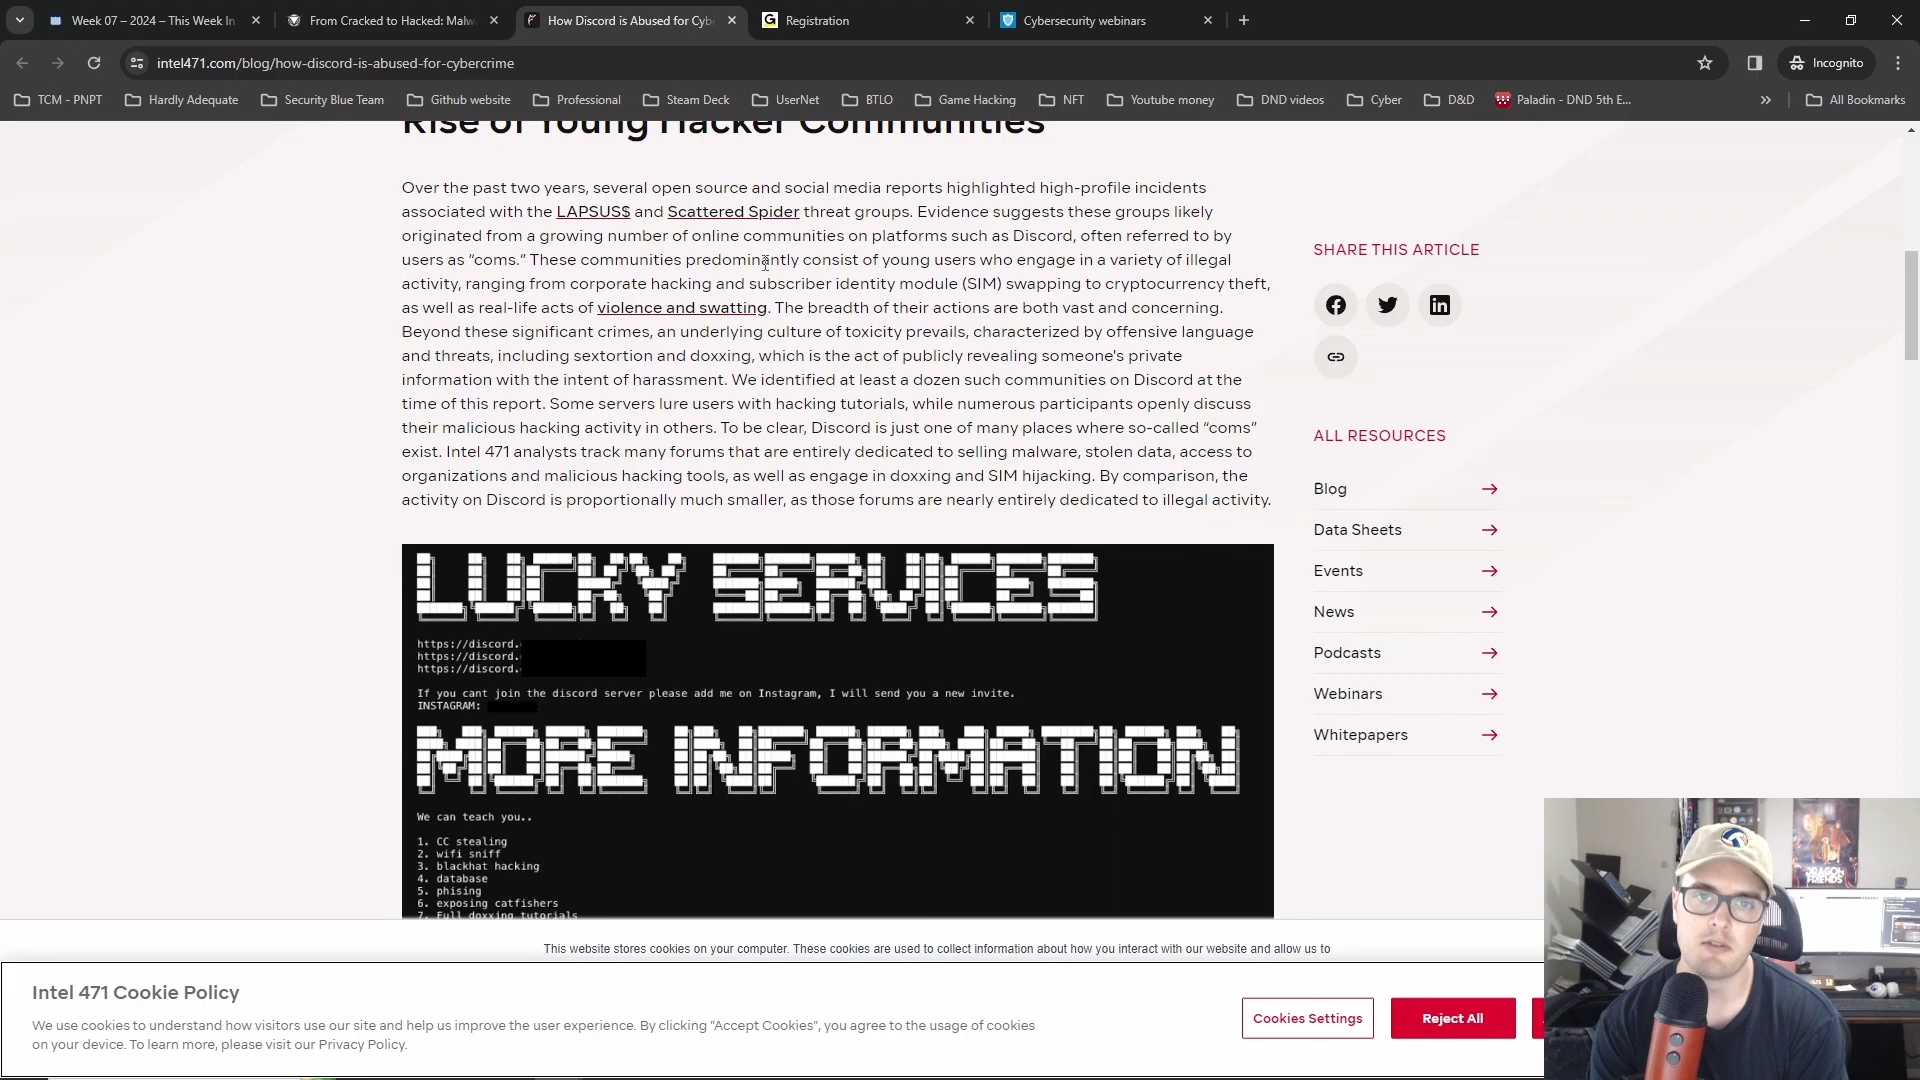 Week 07 – 2024 – This Week In
From Cracked to Hacked: Malw
How Discord is Abused for Cybe
Registration
Cybersecurity webinars
intel471.com/blog/how-discord-is-abused-for-cybercrime
Incognito
TCM - PNPT
Hardly Adequate
Security Blue Team
Github website
Professional
Steam Deck
UserNet
BTLO
Game Hacking
NFT
Youtube money
DND videos
Cyber
D&D
Paladin - DND 5th E...
All Bookmarks
Rise of Young Hacker Communities
Over the past two years, several open source and social media reports highlighted high-profile incidents
associated with the LAPSUS$ and Scattered Spider threat groups. Evidence suggests these groups likely
originated from a growing number of online communities on platforms such as Discord, often referred to by
users as “coms.” These communities predominantly consist of young users who engage in a variety of illegal
activity, ranging from corporate hacking and subscriber identity module (SIM) swapping to cryptocurrency theft,
as well as real-life acts of violence and swatting. The breadth of their actions are both vast and concerning.
Beyond these significant crimes, an underlying culture of toxicity prevails, characterized by offensive language
and threats, including sextortion and doxxing, which is the act of publicly revealing someone's private
information with the intent of harassment. We identified at least a dozen such communities on Discord at the
time of this report. Some servers lure users with hacking tutorials, while numerous participants openly discuss
their malicious hacking activity in others. To be clear, Discord is just one of many places where so-called “coms”
exist. Intel 471 analysts track many forums that are entirely dedicated to selling malware, stolen data, access to
organizations and malicious hacking tools, as well as engage in doxxing and SIM hijacking. By comparison, the
activity on Discord is proportionally much smaller, as those forums are nearly entirely dedicated to illegal activity.
SHARE THIS ARTICLE
ALL RESOURCES
Blog
Data Sheets
Events
News
Podcasts
Webinars
Whitepapers
LUCKY SERVICES
https://discord.
https://discord.
https://discord.
If you cant join the discord server please add me on Instagram, I will send you a new invite.
INSTAGRAM:
MORE INFORMATION
We can teach you..
1. CC stealing
2. wifi sniff
3. blackhat hacking
4. database
5. phising
6. exposing catfishers
7. Full doxxing tutorials
This website stores cookies on your computer. These cookies are used to collect information about how you interact with our website and allow us to
Intel 471 Cookie Policy
We use cookies to understand how visitors use our site and help us improve the user experience. By clicking "Accept Cookies", you agree to the usage of cookies
on your device. To learn more, please visit our Privacy Policy.
Cookies Settings
Reject All
DRAGON
FRIENDS